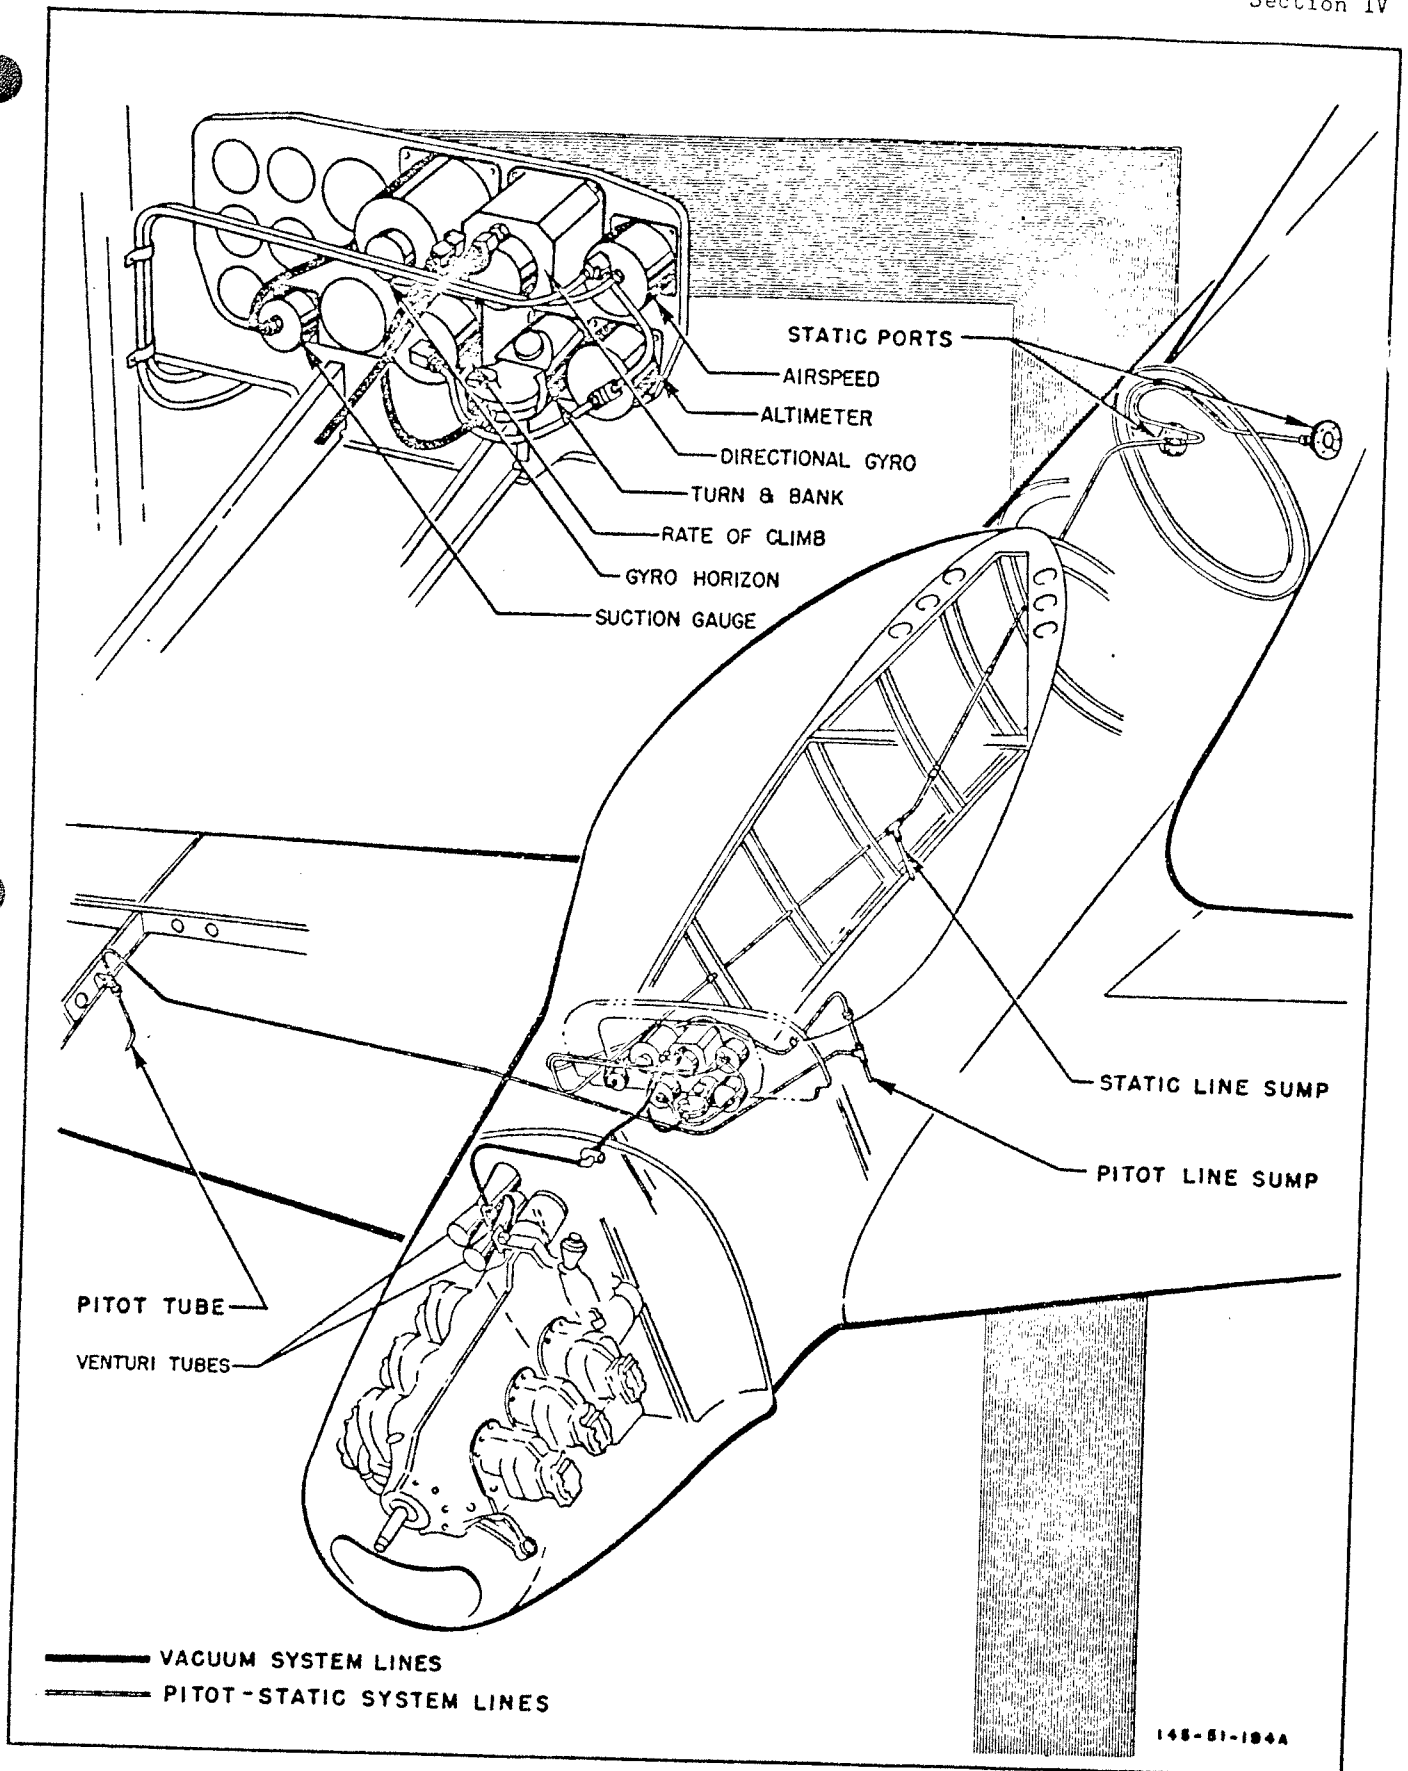 Section IV
STATIC PORTS
AIRSPEED
ALTIMETER
DIRECTIONAL GYRO
TURN & BANK
RATE OF CLIMB
GYRO HORIZON
SUCTION GAUGE
STATIC LINE SUMP
PITOT LINE SUMP
PITOT TUBE
VENTURI TUBES
VACUUM SYSTEM LINES
PITOT-STATIC SYSTEM LINES
145-51-194A